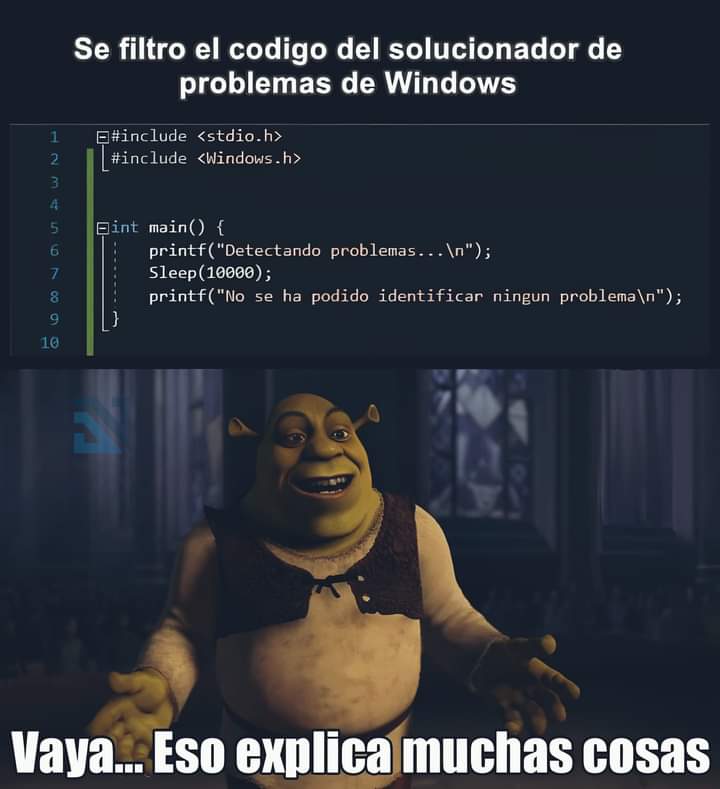 Se filtro el codigo del solucionador de
problemas de Windows
1 #include <stdio.h>
2 #include <Windows.h>
3
4
5 int main() {
6 printf("Detectando problemas...\n");
7 Sleep(10000);
8 printf("No se ha podido identificar ningun problema\n");
9 }
10
Vaya... Eso explica muchas cosas